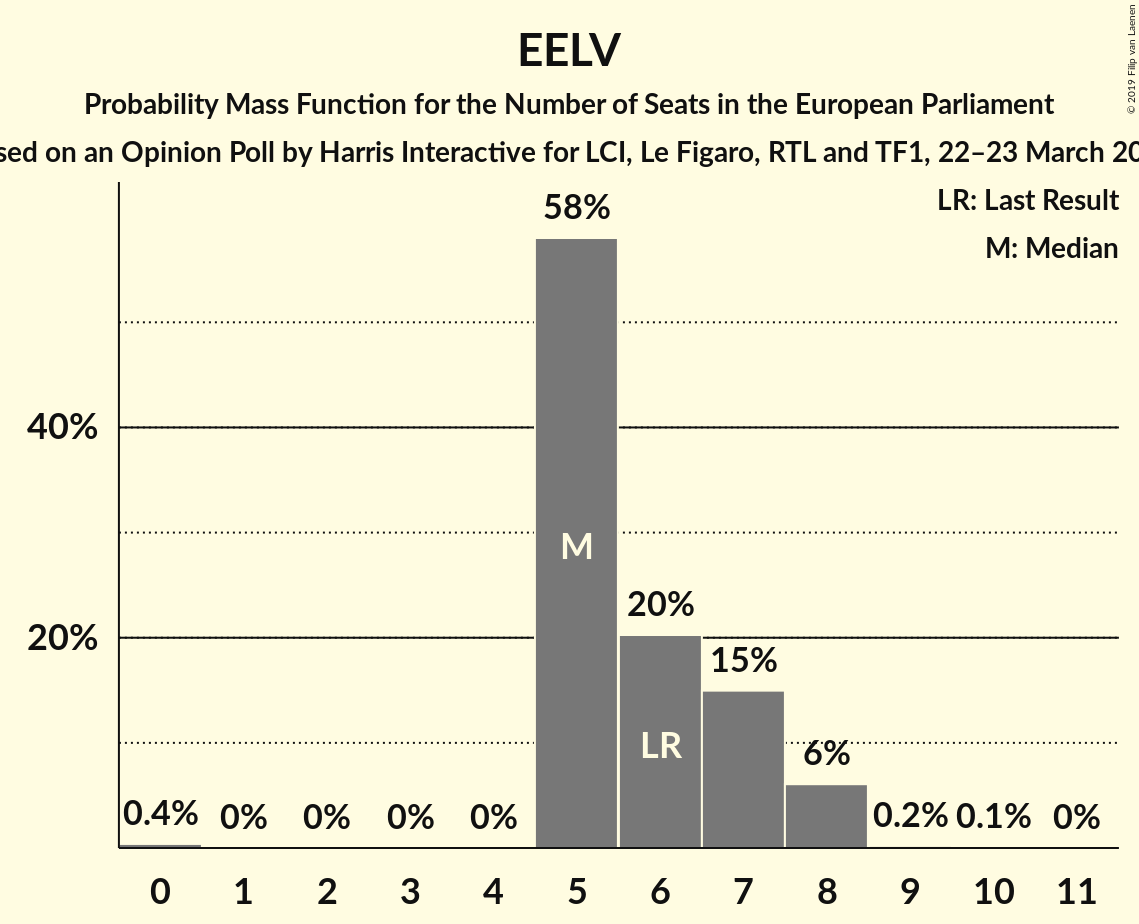 EELV
Probability Mass Function for the Number of Seats in the European Parliament
on an Opinion Poll by Harris Interactive for LCI, Le Figaro, RTL and TF1, 22–23 March
© 2019 Filip van Laenen
LR: Last Result
M: Median
58%
40%
M
20%
20%
15%
LR
6%
0.4% 0% 0% 0% 0% 0.2% 0.1% 0%
0 1 2 3 4 5 6 7 8 9 10 11